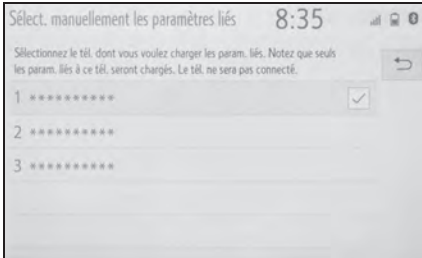 Sélect. manuellement les paramètres liés 8:35 0
Sélectionnez le tél. dont vous voulez charger les param. liés. Notez que seuls
les param. liés à ce tél. seront chargés. Le tél. ne sera pas connecté.
1 **********
2 **********
3 **********